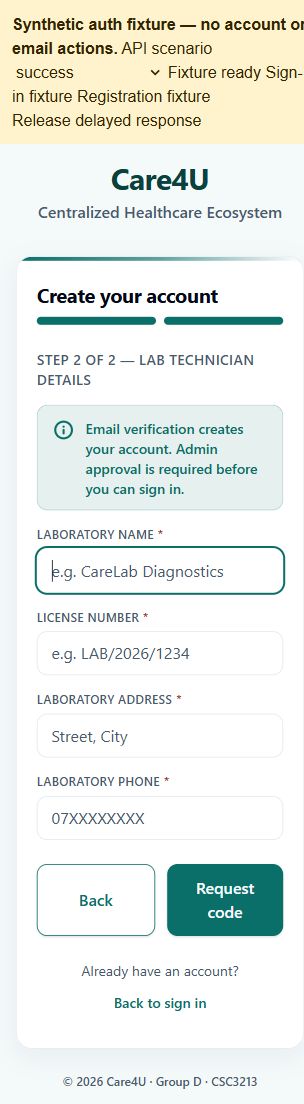 Synthetic auth fixture — no account or
email actions. API scenario
success Fixture ready Sign-
in fixture Registration fixture
Release delayed response
Care4U
Centralized Healthcare Ecosystem
Create your account
STEP 2 OF 2 — LAB TECHNICIAN
DETAILS
Email verification creates
your account. Admin
approval is required before
you can sign in.
LABORATORY NAME *
e.g. CareLab Diagnostics
LICENSE NUMBER *
e.g. LAB/2026/1234
LABORATORY ADDRESS *
Street, City
LABORATORY PHONE *
07XXXXXXXX
Back
Request
code
Already have an account?
Back to sign in
© 2026 Care4U · Group D · CSC3213